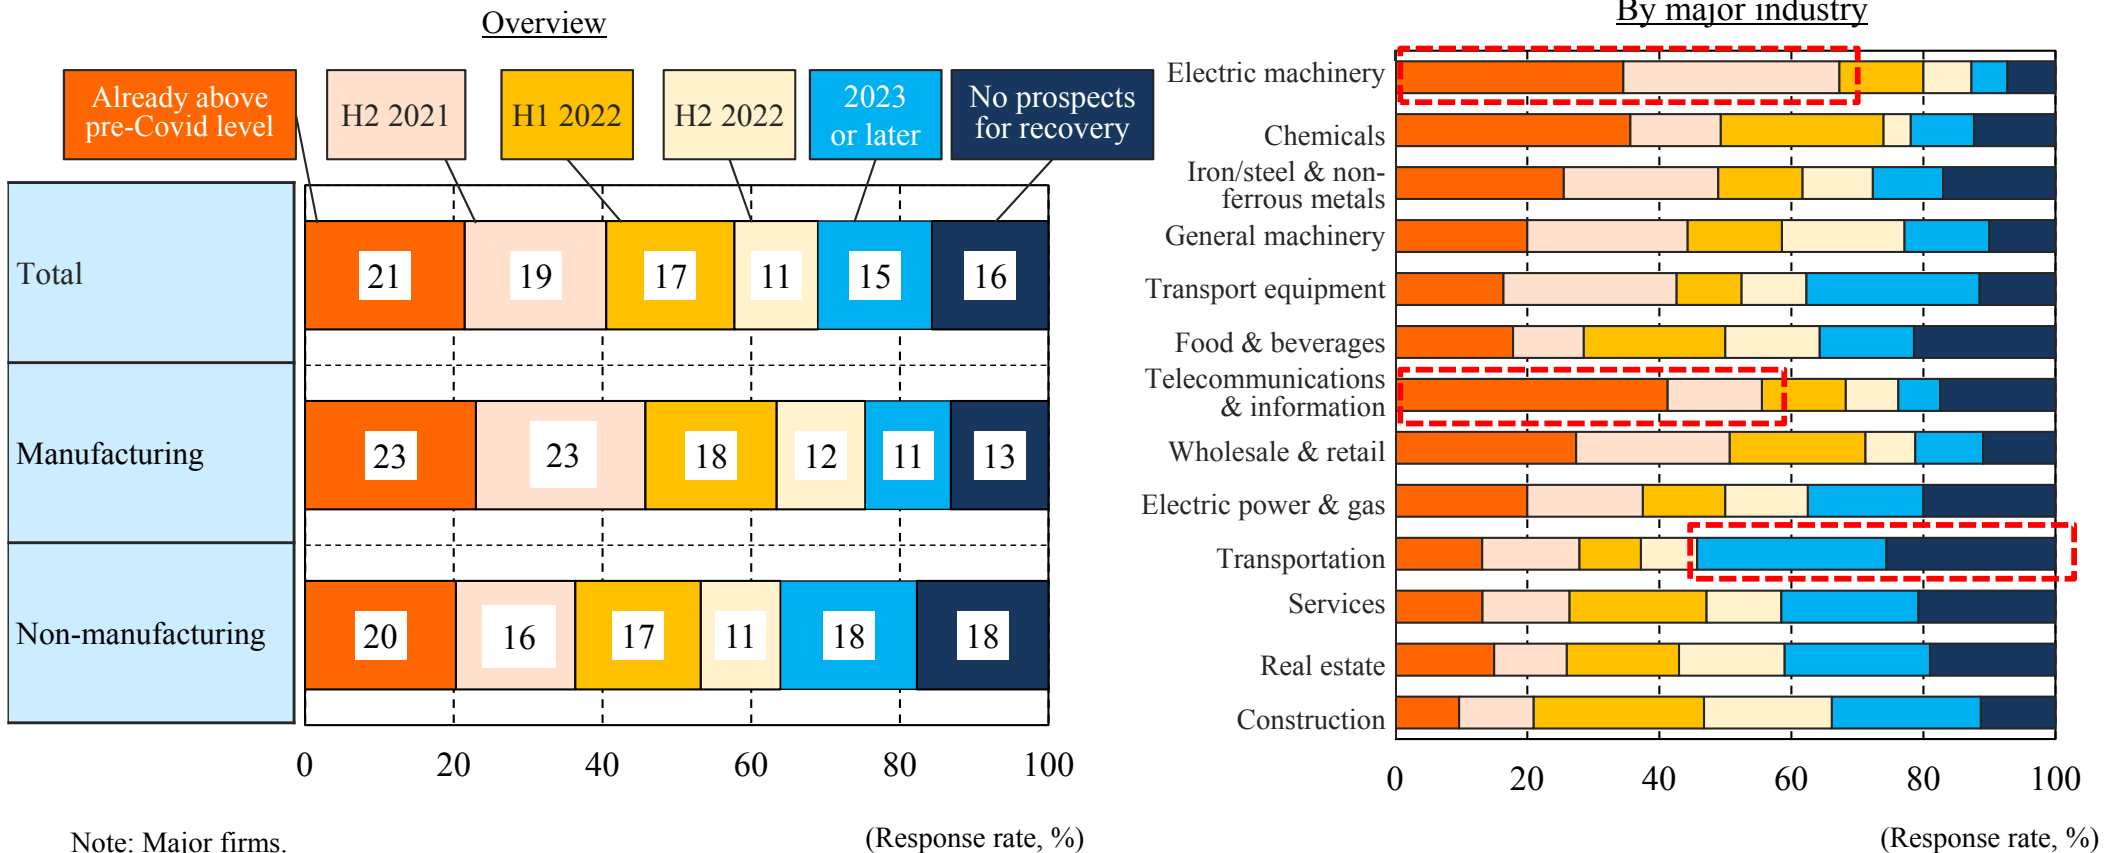 Overview
Already above
pre-Covid level
H2 2021
H1 2022
H2 2022
2023
or later
No prospects
for recovery
Total
21
19
17
11
15
16
Manufacturing
23
23
18
12
11
13
Non-manufacturing
20
16
17
11
18
18
0
20
40
60
80
100
Note: Major firms.
(Response rate, %)
By major industry
Electric machinery
Chemicals
Iron/steel & non-
ferrous metals
General machinery
Transport equipment
Food & beverages
Telecommunications
& information
Wholesale & retail
Electric power & gas
Transportation
Services
Real estate
Construction
0
20
40
60
80
100
(Response rate, %)